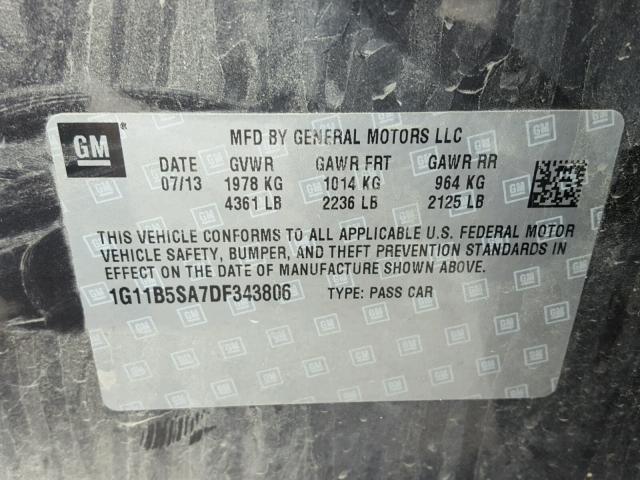 GM®
MFD BY GENERAL MOTORS LLC
DATE GVWR GAWR FRT GAWR RR
07/13 1978 KG 1014 KG 964 KG
4361 LB 2236 LB 2125 LB
THIS VEHICLE CONFORMS TO ALL APPLICABLE U.S. FEDERAL MOTOR
VEHICLE SAFETY, BUMPER, AND THEFT PREVENTION STANDARDS IN
EFFECT ON THE DATE OF MANUFACTURE SHOWN ABOVE.
1G11B5SA7DF343806 TYPE: PASS CAR